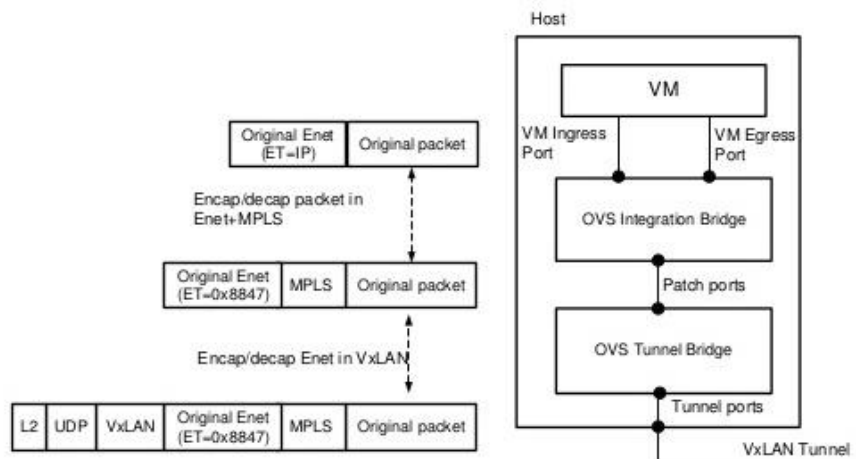 Host
VM
VM Ingress
Port
VM Egress
Port
Original Enet
(ET=IP)
Original packet
Encap/decap packet in
Enet+MPLS
OVS Integration Bridge
Original Enet
(ET=0x8847)
MPLS
Original packet
Patch ports
Encap/decap Enet in VxLAN
OVS Tunnel Bridge
Tunnel ports
L2
UDP
VxLAN
Original Enet
(ET=0x8847)
MPLS
Original packet
VxLAN Tunnel